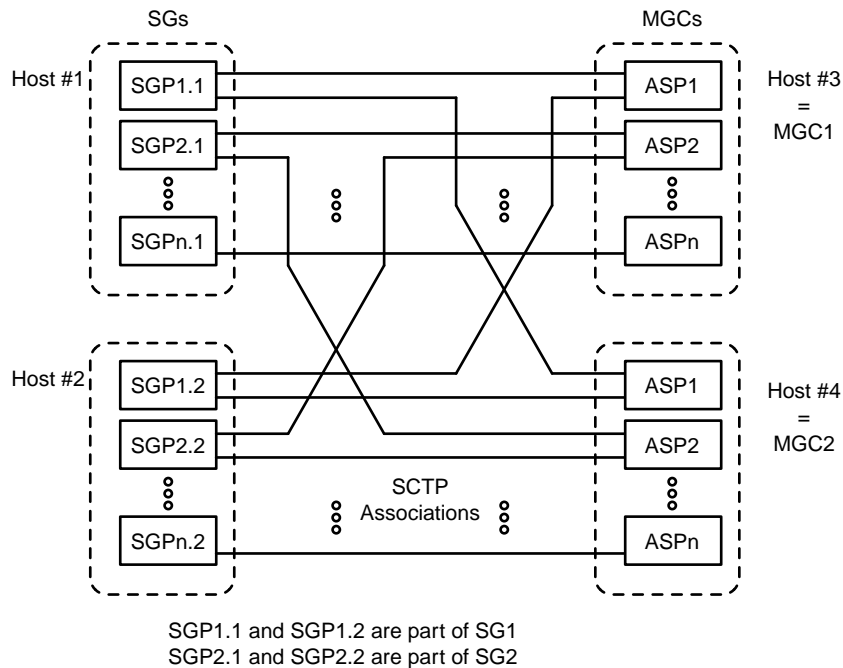 SGs
MGCs
Host #1
SGP1.1
ASP1
Host #3
=
MGC1
SGP2.1
ASP2
SGPn.1
ASPn
Host #2
SGP1.2
ASP1
Host #4
=
MGC2
SGP2.2
ASP2
SCTP
Associations
SGPn.2
ASPn
SGP1.1 and SGP1.2 are part of SG1
SGP2.1 and SGP2.2 are part of SG2